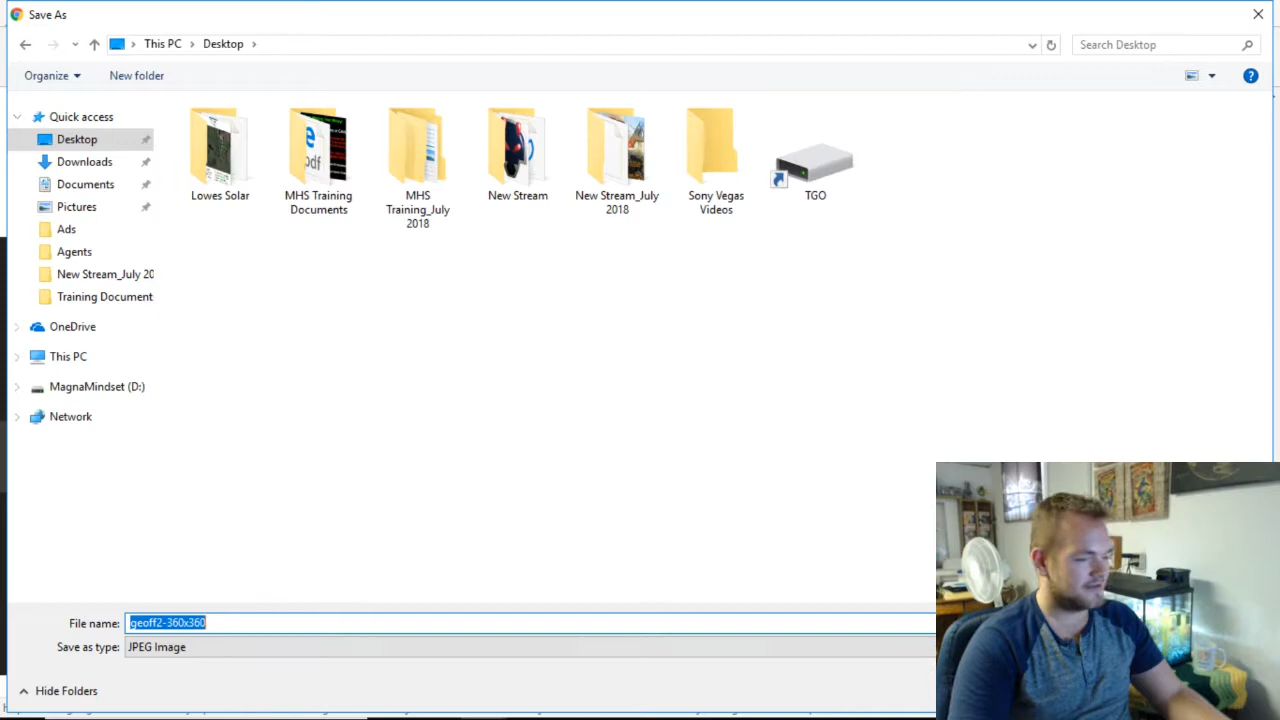 Save As
This PC
Desktop
Search Desktop
Organize
New folder
Quick access
Desktop
Downloads
Documents
Pictures
Ads
Agents
New Stream_July 20
Training Document
OneDrive
This PC
MagnaMindset (D:)
Network
Lowes Solar
MHS Training
Documents
MHS
Training_July
2018
New Stream
New Stream_July
2018
Sony Vegas
Videos
TGO
File name:
geoff2-360x360
Save as type:
JPEG Image
Hide Folders